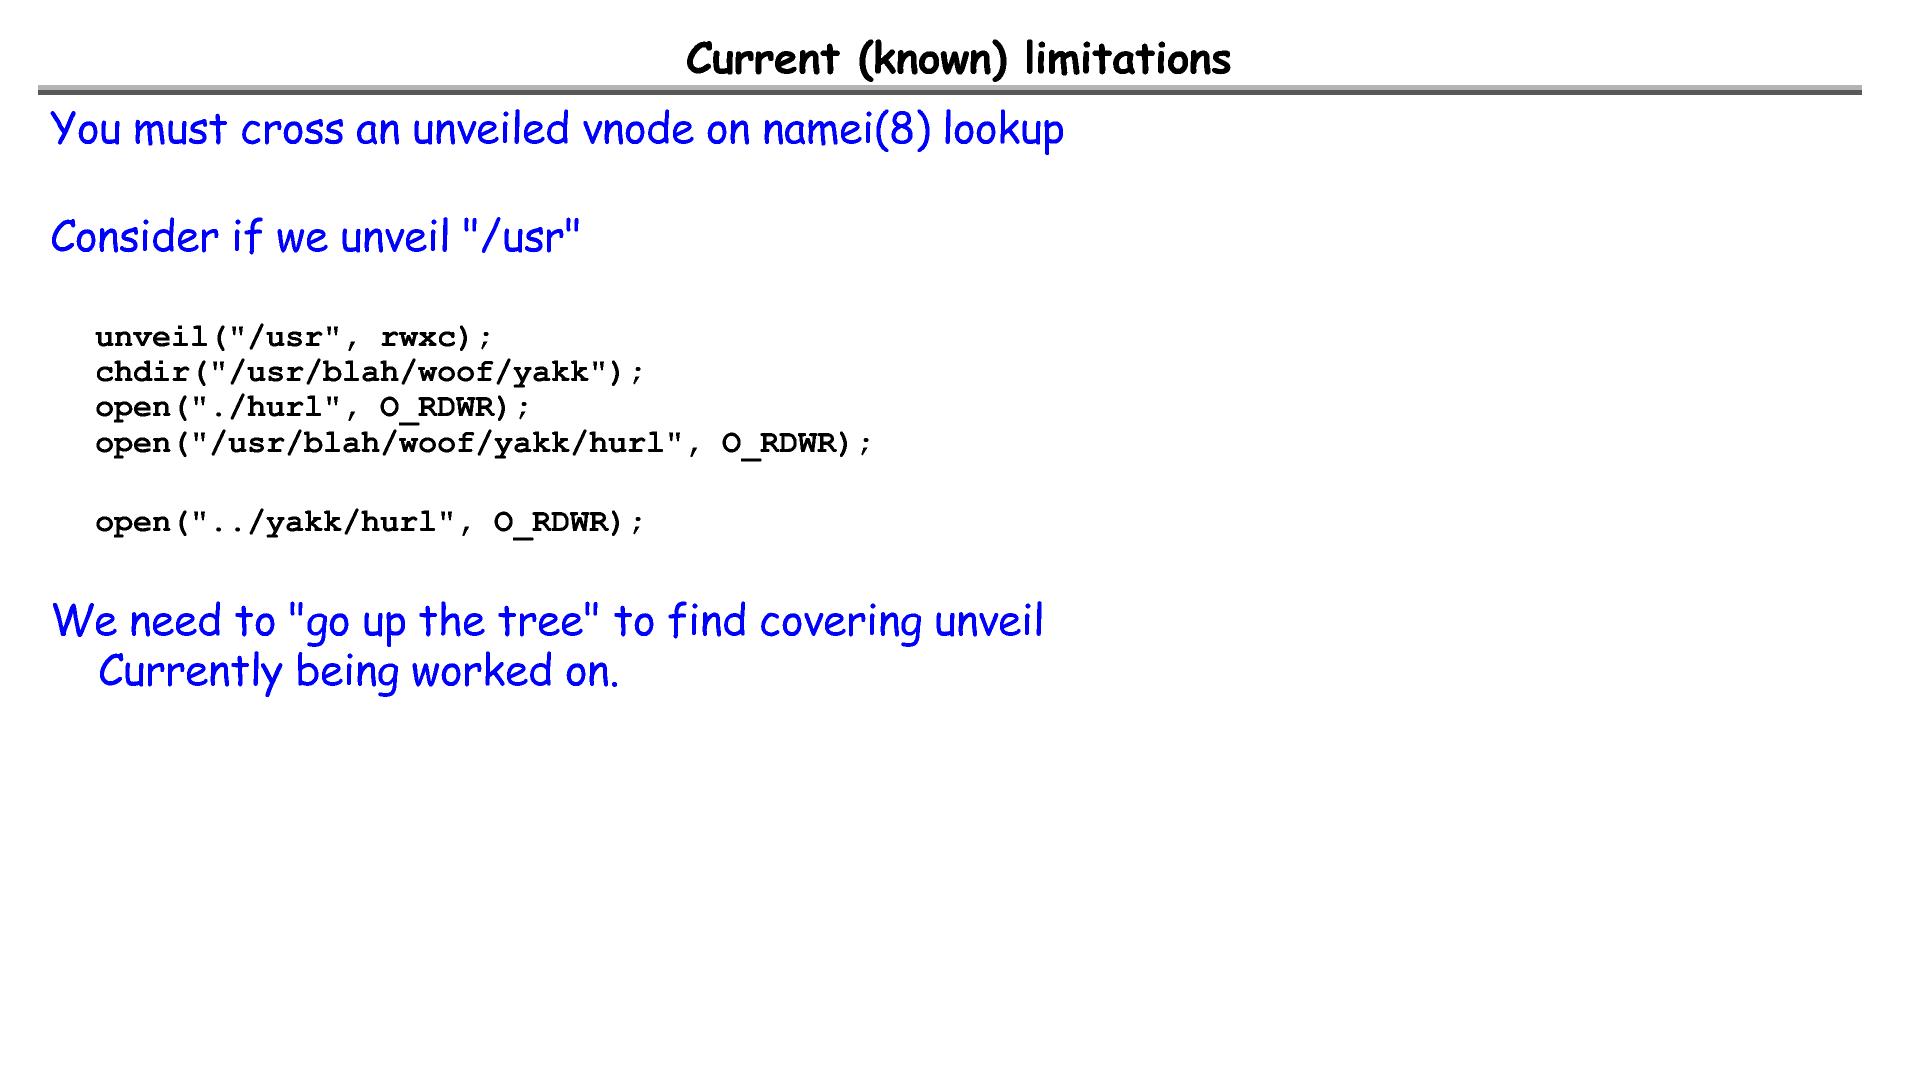 Current (known) limitations
You must cross an unveiled vnode on namei(8) lookup
Consider if we unveil "/usr"
unveil("/usr", rwxc);
chdir("/usr/blah/woof/yakk");
open("./hurl", O_RDWR);
open("/usr/blah/woof/yakk/hurl", O_RDWR);
open("../yakk/hurl", O_RDWR);
We need to "go up the tree" to find covering unveil
Currently being worked on.